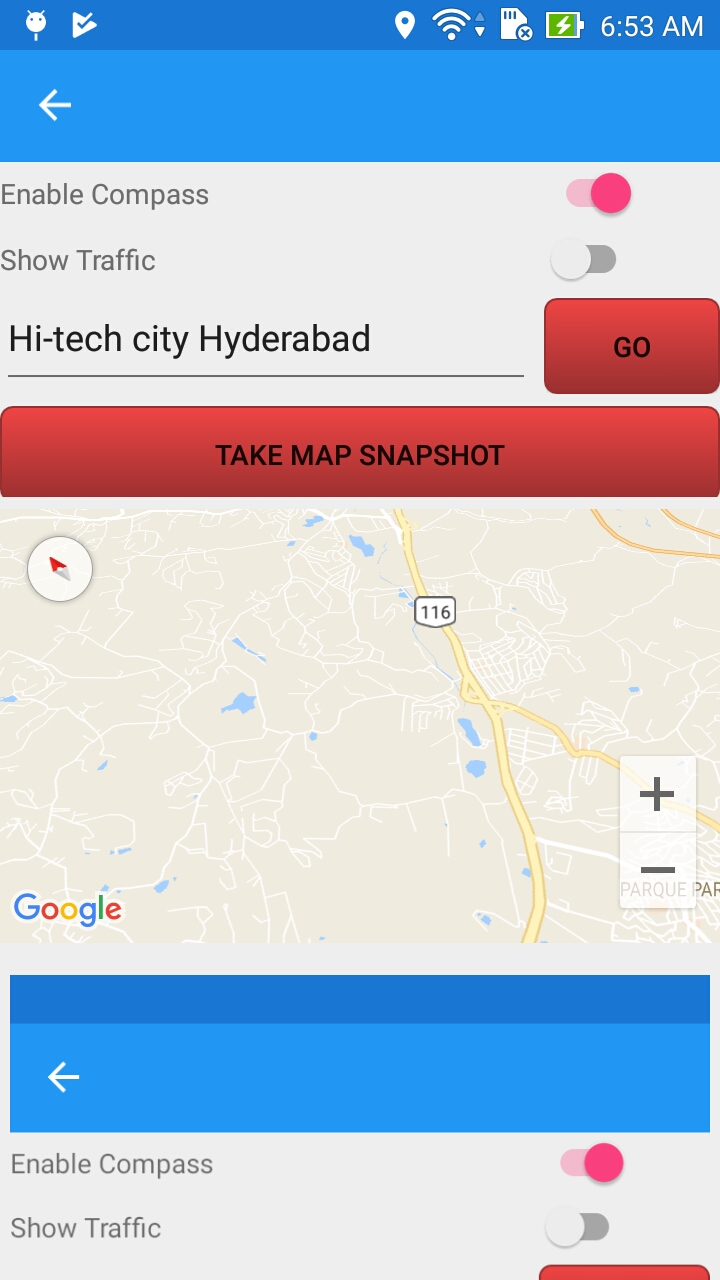 6:53 AM
Enable Compass
Show Traffic
Hi-tech city Hyderabad
GO
TAKE MAP SNAPSHOT
116
PARQUE PAR
Google
Enable Compass
Show Traffic